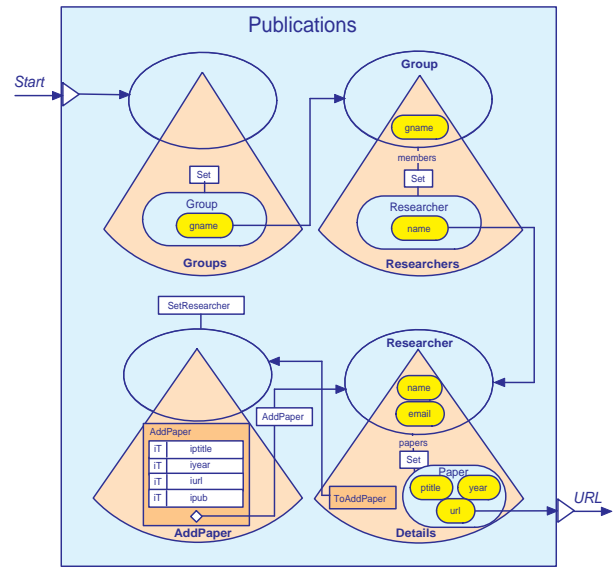 Publications
Start
Set
Group
gname
Groups
Group
gname
members
Set
Researcher
name
Researchers
SetResearcher
AddPaper
iT iptitle
iT iyear
iT iurl
iT ipub
AddPaper
AddPaper
Researcher
name
email
papers
Set
Paper
ptitle year
url
ToAddPaper
Details
URL